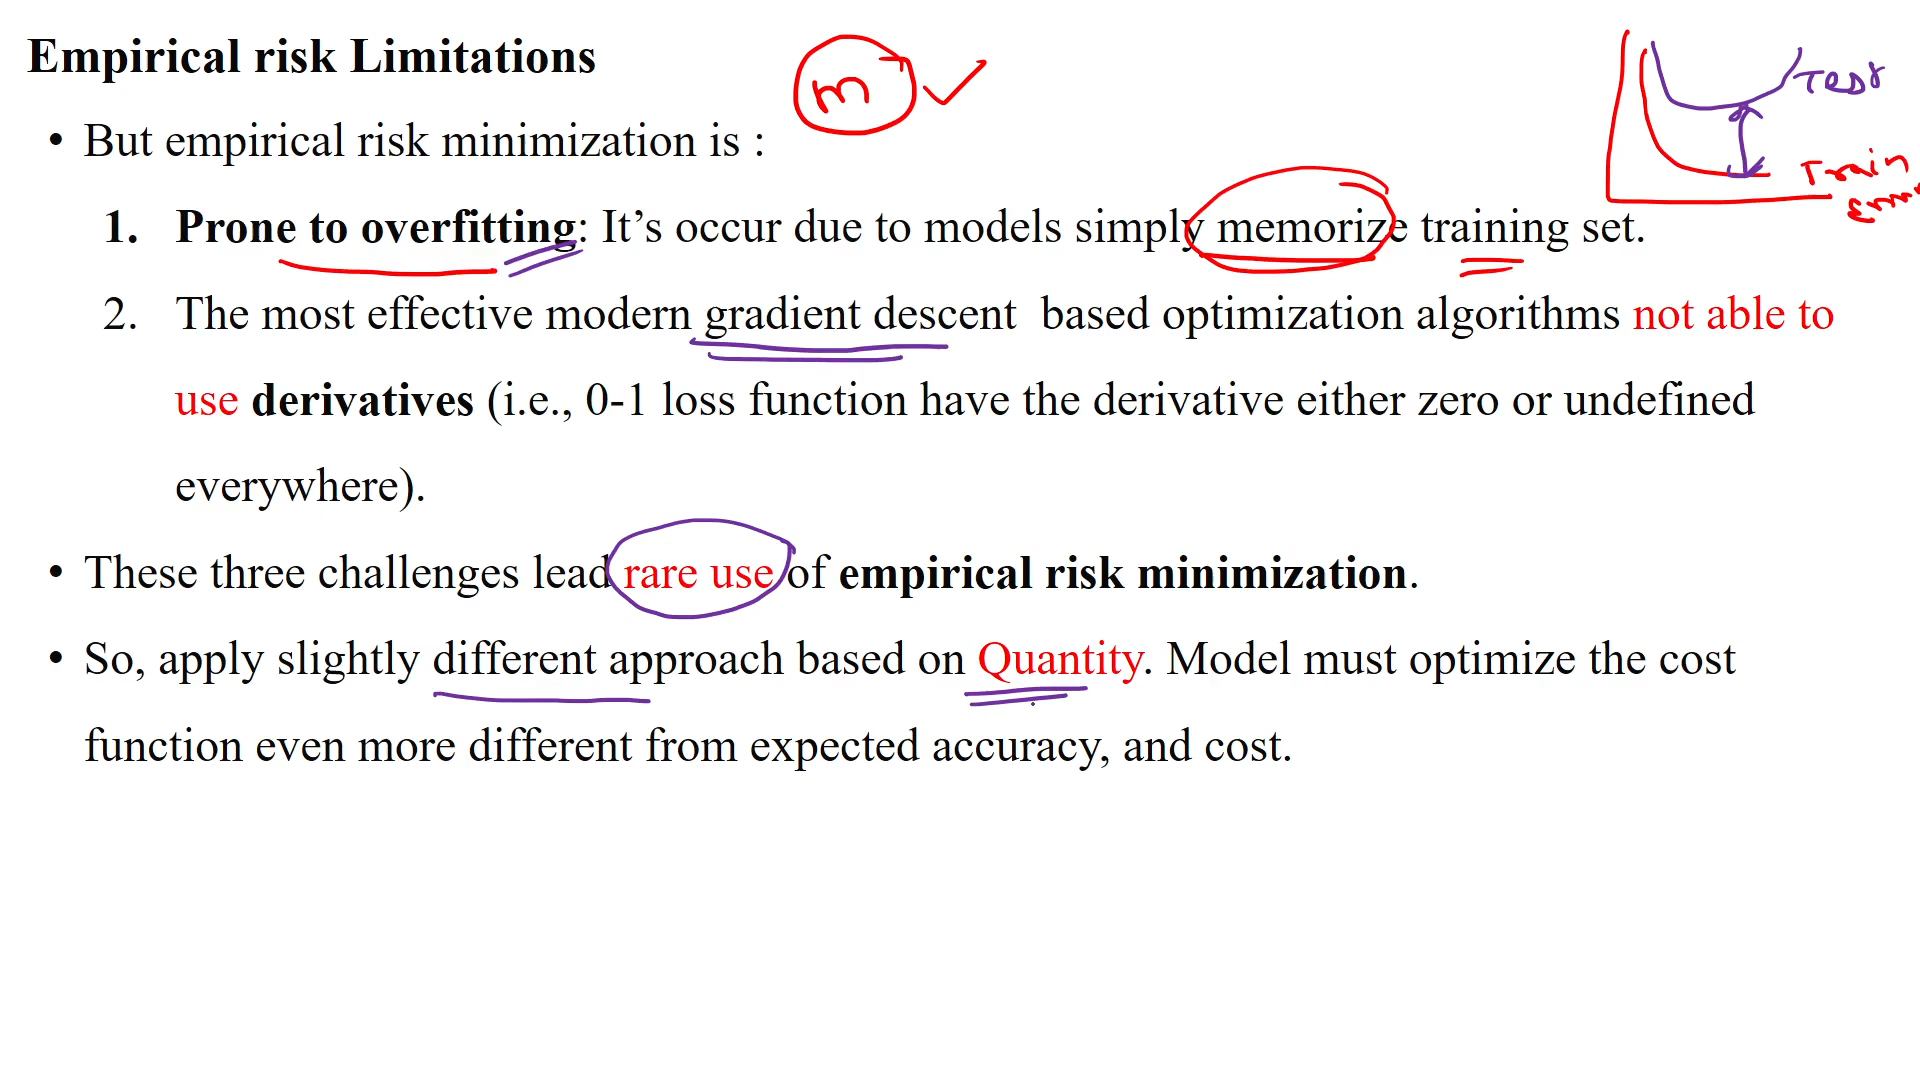 Empirical risk Limitations
m
• But empirical risk minimization is :
Test
Train
Error
1. Prone to overfitting: It’s occur due to models simply memorize training set.
2. The most effective modern gradient descent based optimization algorithms not able to
use derivatives (i.e., 0-1 loss function have the derivative either zero or undefined
everywhere).
• These three challenges lead rare use of empirical risk minimization.
• So, apply slightly different approach based on Quantity. Model must optimize the cost
function even more different from expected accuracy, and cost.